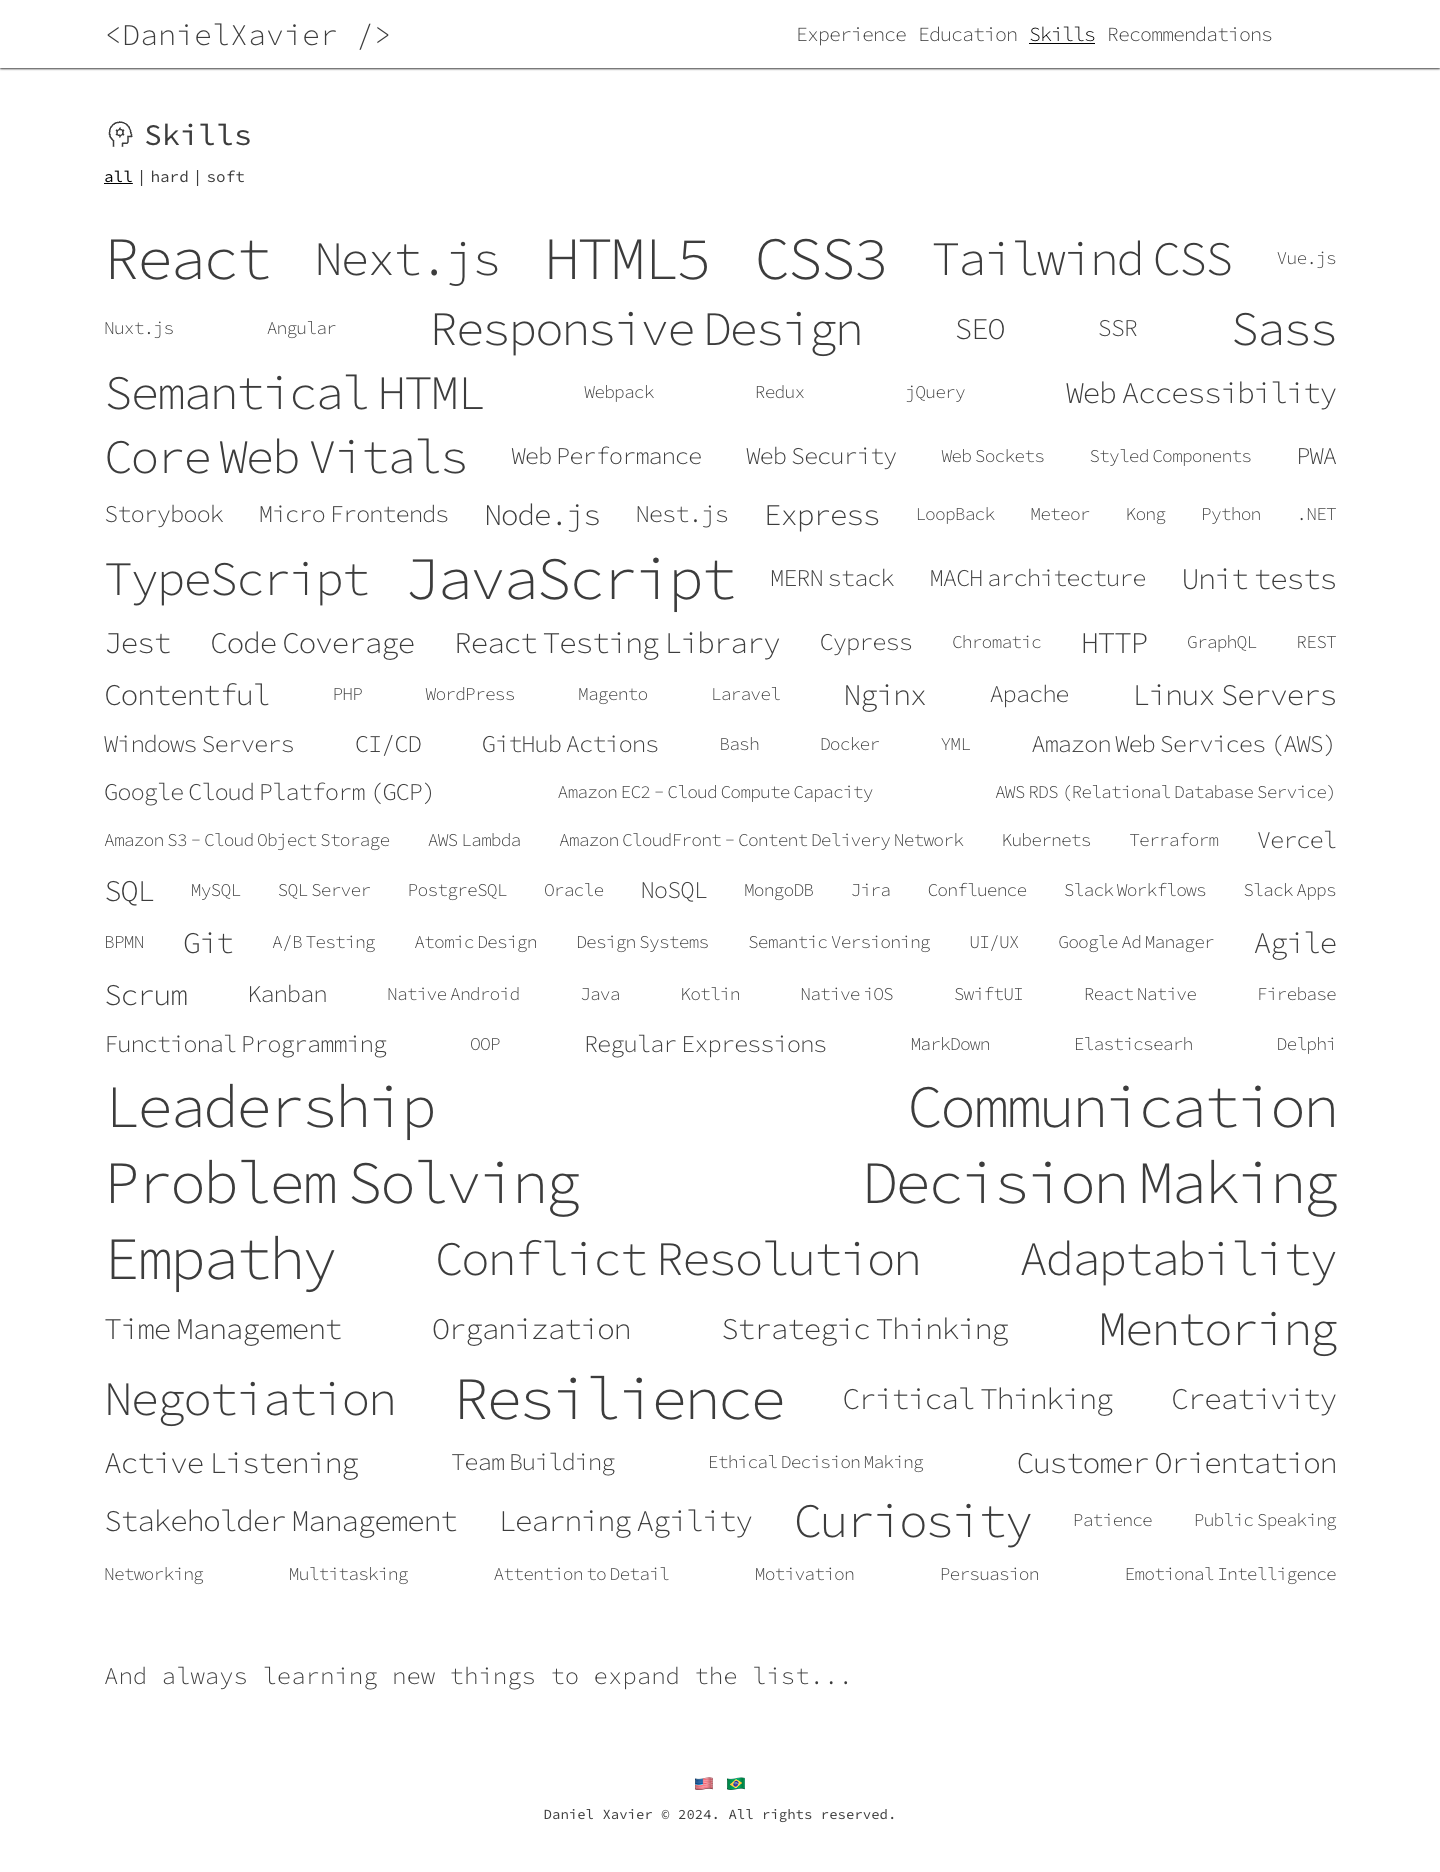 <DanielXavier /> Experience Education Skills Recommendations
Skills
all | hard | soft
React Next.js HTML5 CSS3 Tailwind CSS Vue.js
Nuxt.js Angular Responsive Design SEO SSR Sass
Semantical HTML Webpack Redux jQuery Web Accessibility
Core Web Vitals Web Performance Web Security Web Sockets Styled Components PWA
Storybook Micro Frontends Node.js Nest.js Express LoopBack Meteor Kong Python .NET
TypeScript JavaScript MERN stack MACH architecture Unit tests
Jest Code Coverage React Testing Library Cypress Chromatic HTTP GraphQL REST
Contentful PHP WordPress Magento Laravel Nginx Apache Linux Servers
Windows Servers CI/CD GitHub Actions Bash Docker YML Amazon Web Services (AWS)
Google Cloud Platform (GCP) Amazon EC2 - Cloud Compute Capacity AWS RDS (Relational Database Service)
Amazon S3 - Cloud Object Storage AWS Lambda Amazon CloudFront - Content Delivery Network Kubernets Terraform Vercel
SQL MySQL SQL Server PostgreSQL Oracle NoSQL MongoDB Jira Confluence Slack Workflows Slack Apps
BPMN Git A/B Testing Atomic Design Design Systems Semantic Versioning UI/UX Google Ad Manager Agile
Scrum Kanban Native Android Java Kotlin Native iOS SwiftUI React Native Firebase
Functional Programming OOP Regular Expressions MarkDown Elasticsearh Delphi
Leadership Communication
Problem Solving Decision Making
Empathy Conflict Resolution Adaptability
Time Management Organization Strategic Thinking Mentoring
Negotiation Resilience Critical Thinking Creativity
Active Listening Team Building Ethical Decision Making Customer Orientation
Stakeholder Management Learning Agility Curiosity Patience Public Speaking
Networking Multitasking Attention to Detail Motivation Persuasion Emotional Intelligence
And always learning new things to expand the list...
Daniel Xavier © 2024. All rights reserved.